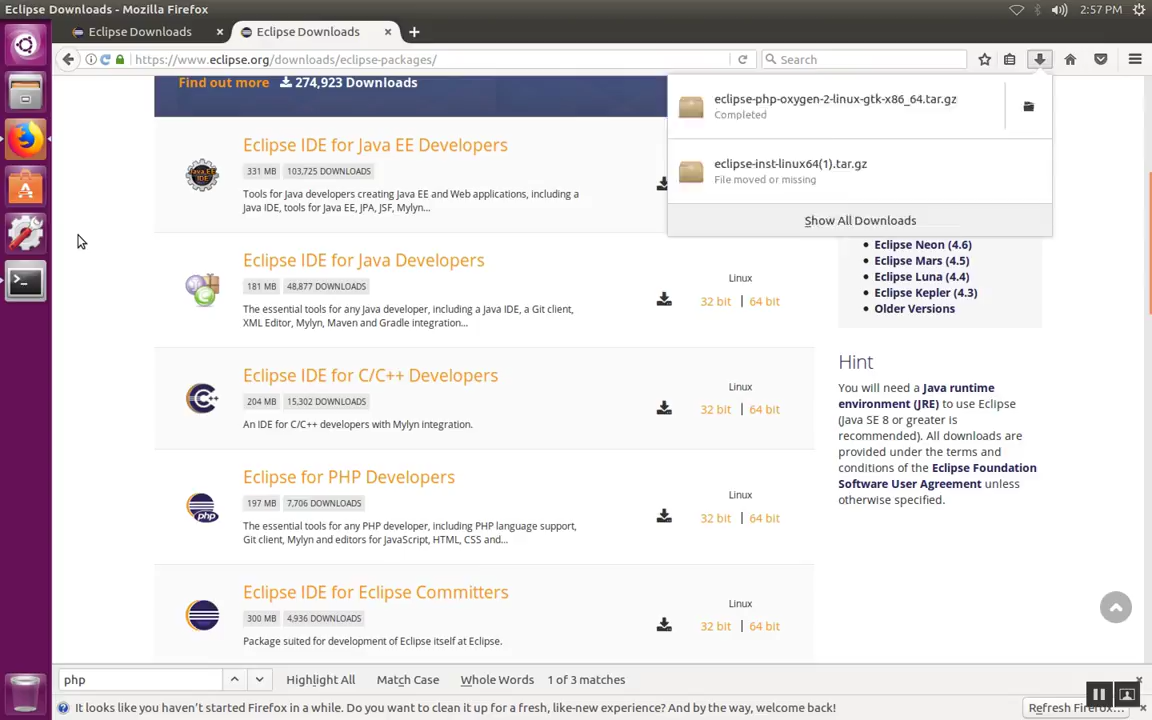 Eclipse Downloads - Mozilla Firefox
2:57 PM
Eclipse Downloads ×
Eclipse Downloads × +
https://www.eclipse.org/downloads/eclipse-packages/
Search
Find out more 274,923 Downloads
eclipse-php-oxygen-2-linux-gtk-x86_64.tar.gz
Completed
eclipse-inst-linux64(1).tar.gz
File moved or missing
Show All Downloads
Eclipse IDE for Java EE Developers
331 MB 103,725 DOWNLOADS
Tools for Java developers creating Java EE and Web applications, including a
Java IDE, tools for Java EE, JPA, JSF, Mylyn...
Java EE
IDE
Eclipse IDE for Java Developers
181 MB 48,877 DOWNLOADS
The essential tools for any Java developer, including a Java IDE, a Git client,
XML Editor, Mylyn, Maven and Gradle integration...
Linux
32 bit | 64 bit
Eclipse IDE for C/C++ Developers
204 MB 15,302 DOWNLOADS
An IDE for C/C++ developers with Mylyn integration.
Linux
32 bit | 64 bit
C++
Eclipse for PHP Developers
197 MB 7,706 DOWNLOADS
The essential tools for any PHP developer, including PHP language support,
Git client, Mylyn and editors for JavaScript, HTML, CSS and...
Linux
32 bit | 64 bit
php
Eclipse IDE for Eclipse Committers
300 MB 4,936 DOWNLOADS
Package suited for development of Eclipse itself at Eclipse.
Linux
32 bit | 64 bit
Eclipse Neon (4.6)
Eclipse Mars (4.5)
Eclipse Luna (4.4)
Eclipse Kepler (4.3)
Older Versions
Hint
You will need a Java runtime
environment (JRE) to use Eclipse
(Java SE 8 or greater is
recommended). All downloads are
provided under the terms and
conditions of the Eclipse Foundation
Software User Agreement unless
otherwise specified.
php Highlight All Match Case Whole Words 1 of 3 matches
It looks like you haven't started Firefox in a while. Do you want to clean it up for a fresh, like-new experience? And by the way, welcome back!
Refresh Firefox...